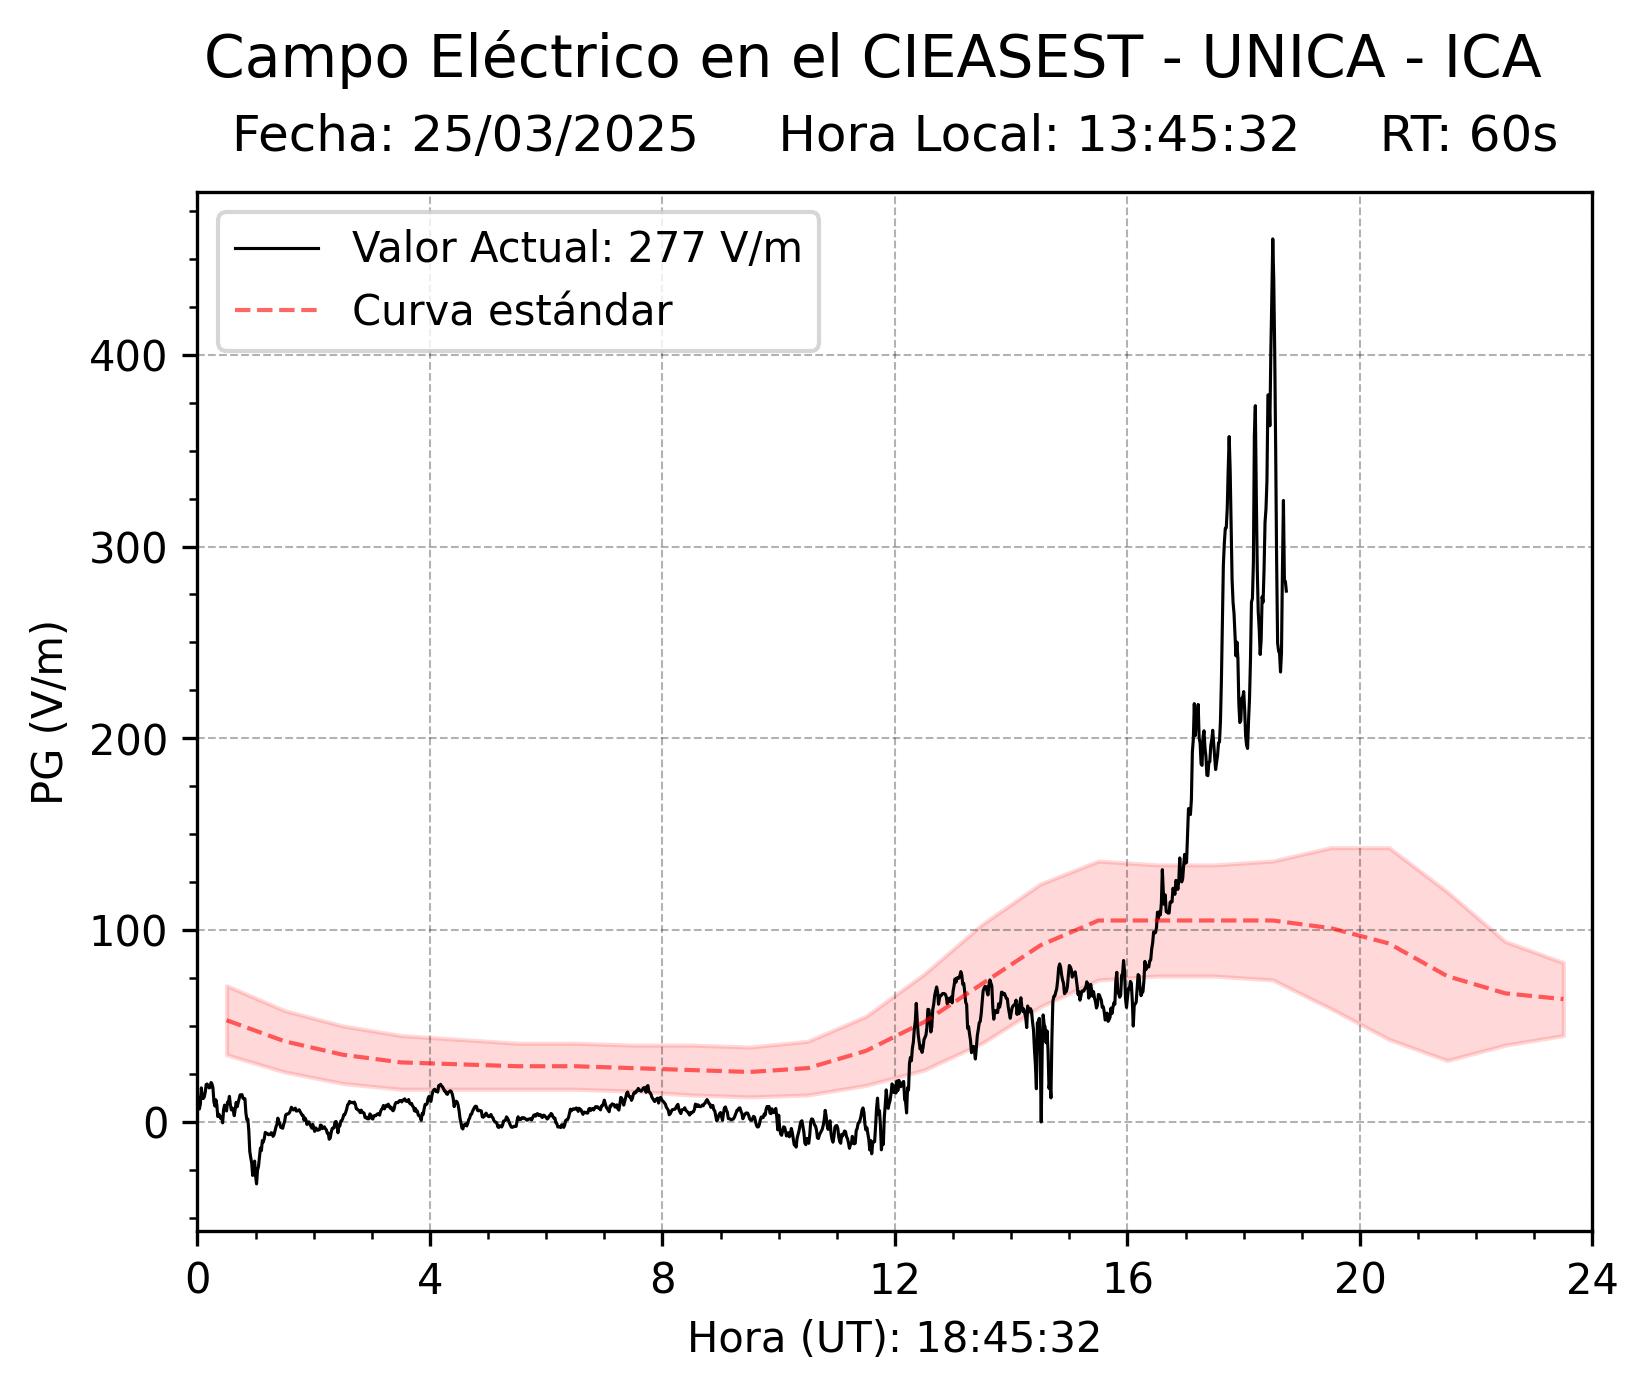 Campo Eléctrico en el CIEASEST - UNICA - ICA
Fecha: 25/03/2025 Hora Local: 13:45:32 RT: 60s
Valor Actual: 277 V/m
Curva estándar
PG (V/m)
400
300
200
100
0
0 4 8 12 16 20 24
Hora (UT): 18:45:32